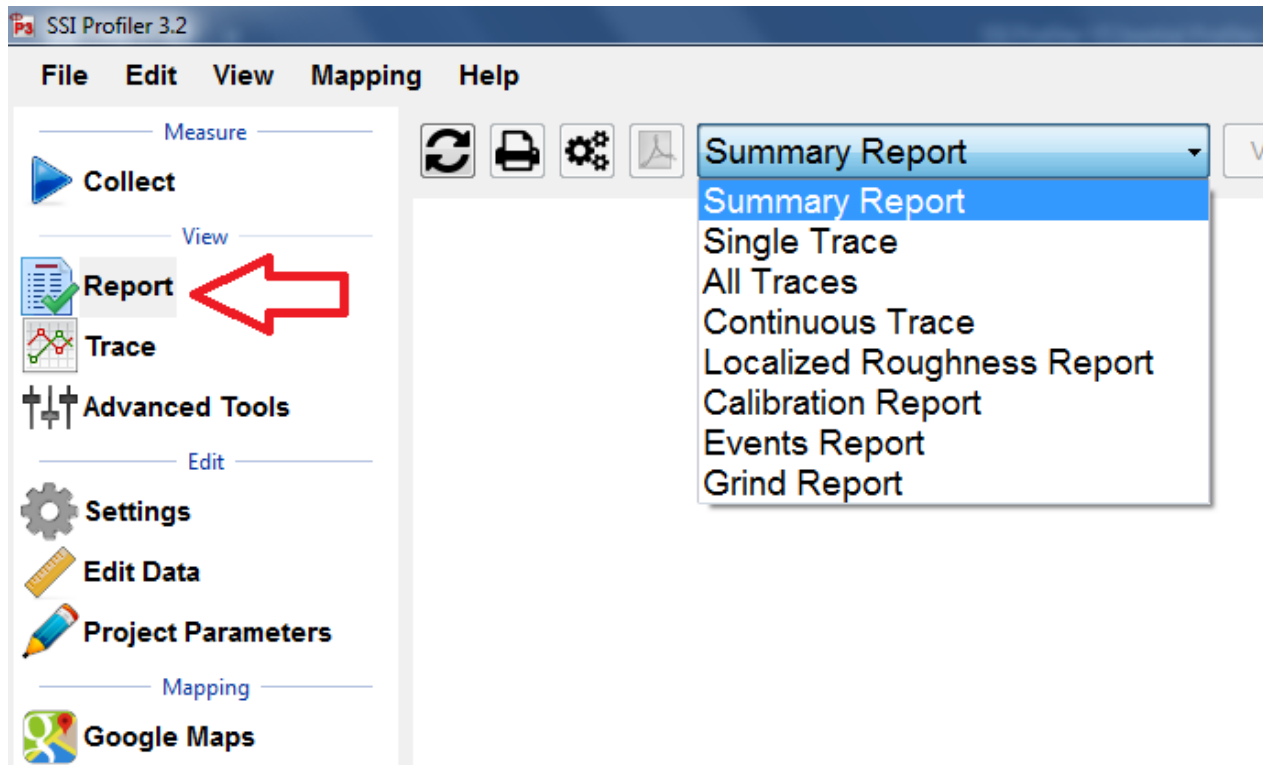 P3 SSI Profiler 3.2
File Edit View Mapping Help
Measure
Collect
View
Report
Trace
Advanced Tools
Edit
Settings
Edit Data
Project Parameters
Mapping
Google Maps
Summary Report
V
Summary Report
Single Trace
All Traces
Continuous Trace
Localized Roughness Report
Calibration Report
Events Report
Grind Report